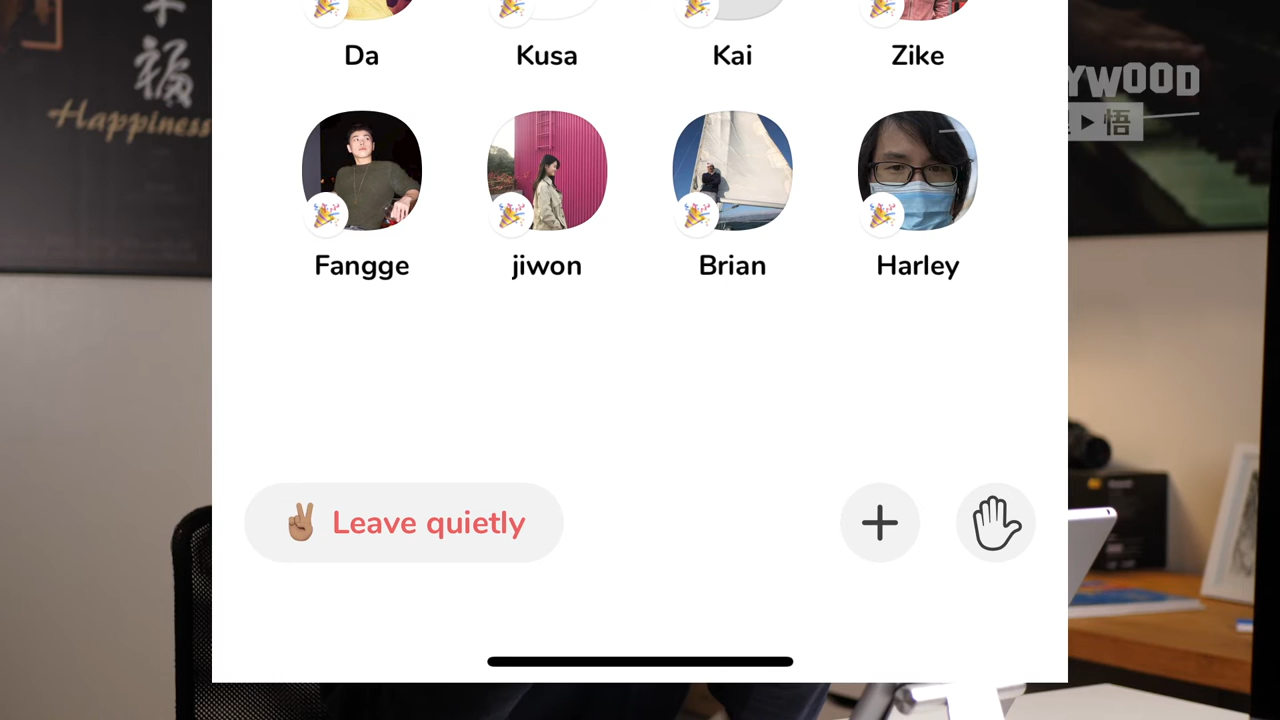 Da
Kusa
Kai
Zike
福
Happiness
YWOOD
悟
Fangge
jiwon
Brian
Harley
Leave quietly